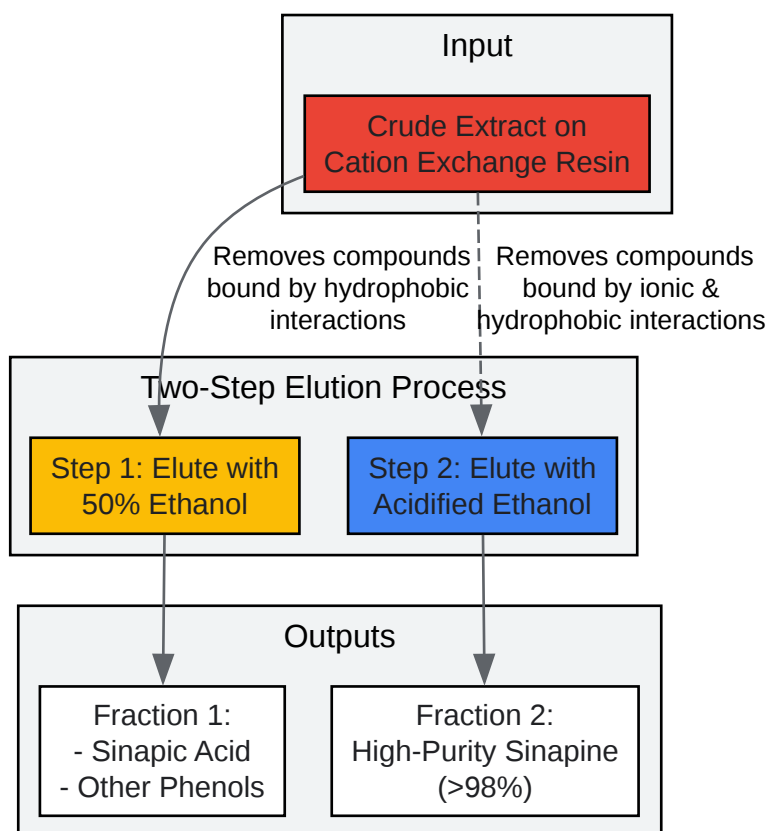 Input
Crude Extract on
Cation Exchange Resin
Removes compounds
bound by hydrophobic
interactions
Removes compounds
bound by ionic &
hydrophobic interactions
Two-Step Elution Process
Step 1: Elute with
50% Ethanol
Step 2: Elute with
Acidified Ethanol
Outputs
Fraction 1:
- Sinapic Acid
- Other Phenols
Fraction 2:
High-Purity Sinapine
(>98%)